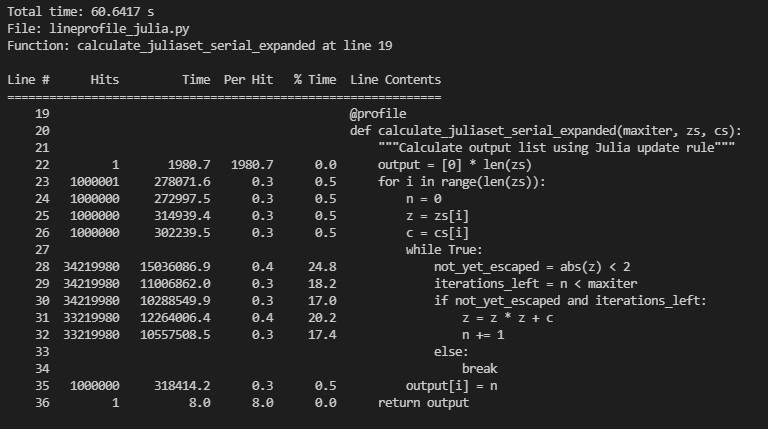 Total time: 60.6417 s
File: lineprofile_julia.py
Function: calculate_juliaset_serial_expanded at line 19

Line #      Hits         Time  Per Hit   % Time  Line Contents
==============================================================
    19                                           @profile
    20                                           def calculate_juliaset_serial_expanded(maxiter, zs, cs):
    21                                               """Calculate output list using Julia update rule"""
    22         1       1980.7   1980.7      0.0      output = [0] * len(zs)
    23   1000001     278071.6      0.3      0.5      for i in range(len(zs)):
    24   1000000     272997.5      0.3      0.5          n = 0
    25   1000000     314939.4      0.3      0.5          z = zs[i]
    26   1000000     302239.5      0.3      0.5          c = cs[i]
    27                                                   while True:
    28  34219980   15036086.9      0.4     24.8              not_yet_escaped = abs(z) < 2
    29  34219980   11006862.0      0.3     18.2              iterations_left = n < maxiter
    30  34219980   10288549.9      0.3     17.0              if not_yet_escaped and iterations_left:
    31  33219980   12264006.4      0.4     20.2                  z = z * z + c
    32  33219980   10557508.5      0.3     17.4                  n += 1
    33                                                       else:
    34                                                           break
    35   1000000     318414.2      0.3      0.5          output[i] = n
    36         1          8.0      8.0      0.0      return output